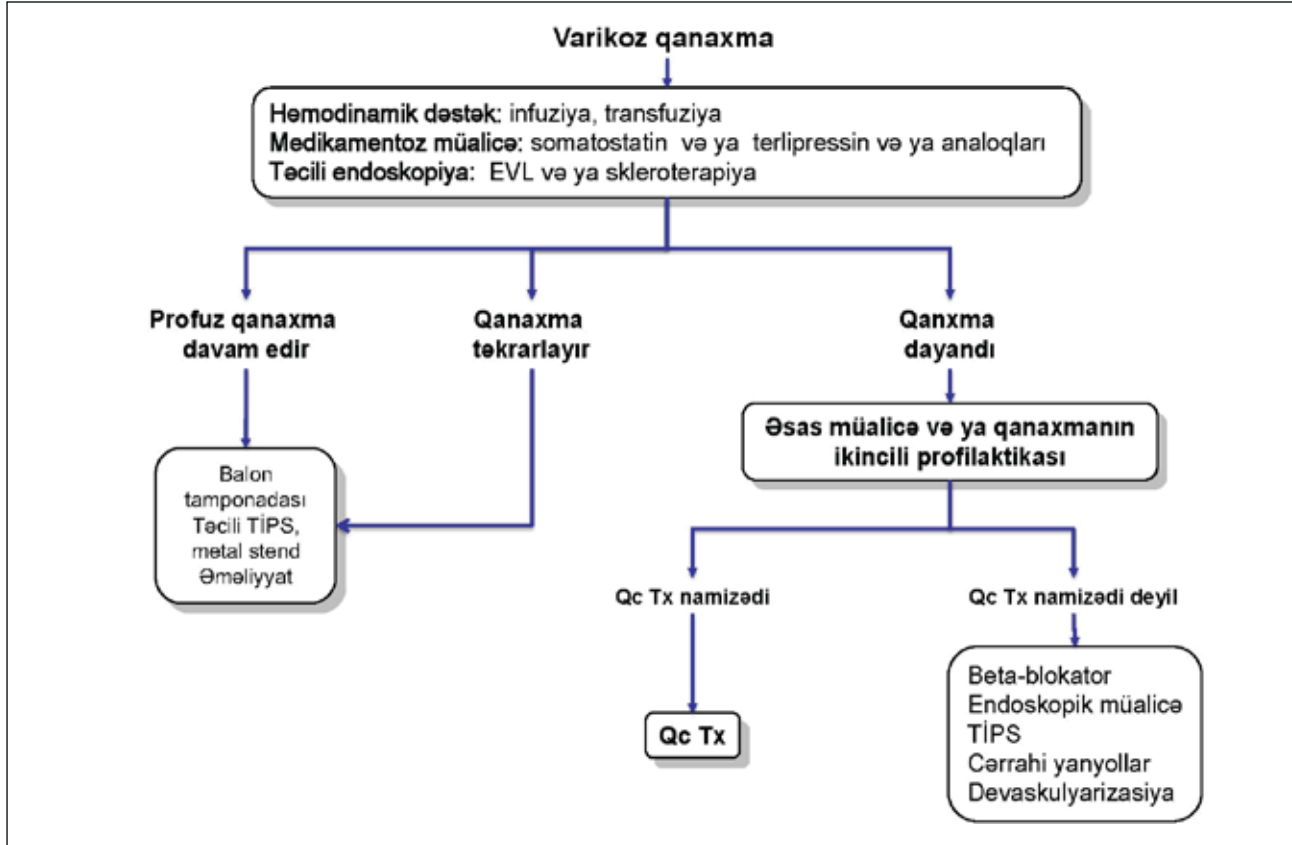 Varikoz qanaxma
Hemodinamik dəstək: infuziya, transfuziya
Medikamentoz müalicə: somatostatin və ya terlipressin və ya analoqları
Təcili endoskopiya: EVL və ya skleroterapiya
Profuz qanaxma
davam edir
Qanaxma
təkrarlayır
Qanxma
dayandı
Balon
tamponadası
Təcili TİPS,
metal stend
Əməliyyat
Əsas müalicə və ya qanaxmanın
ikincili profilaktikası
Qc Tx namizədi
Qc Tx namizədi deyil
Qc Tx
Beta-blokator
Endoskopik müalicə
TİPS
Cərrahi yanyollar
Devaskulyarizasiya